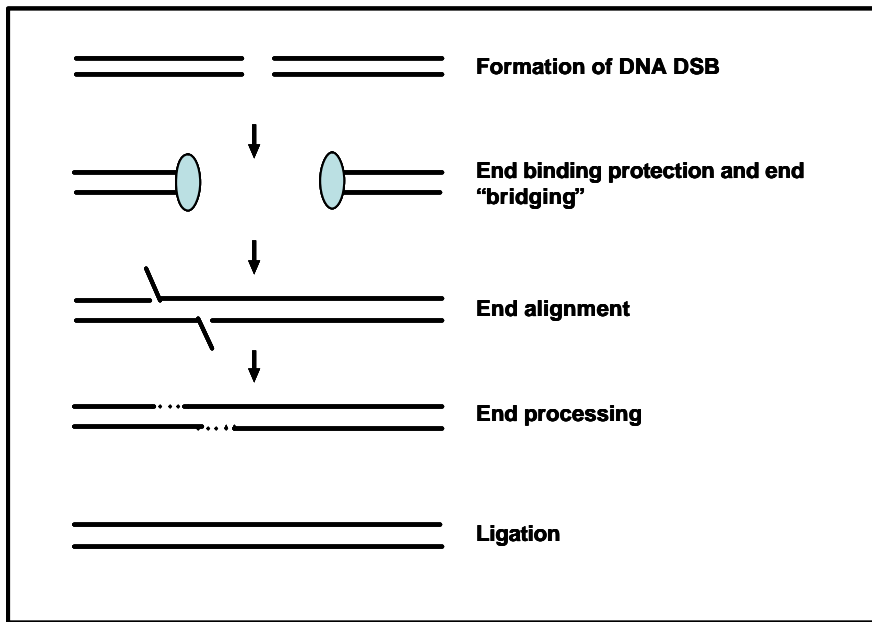 Formation of DNA DSB
End binding protection and end
“bridging”
End alignment
End processing
Ligation